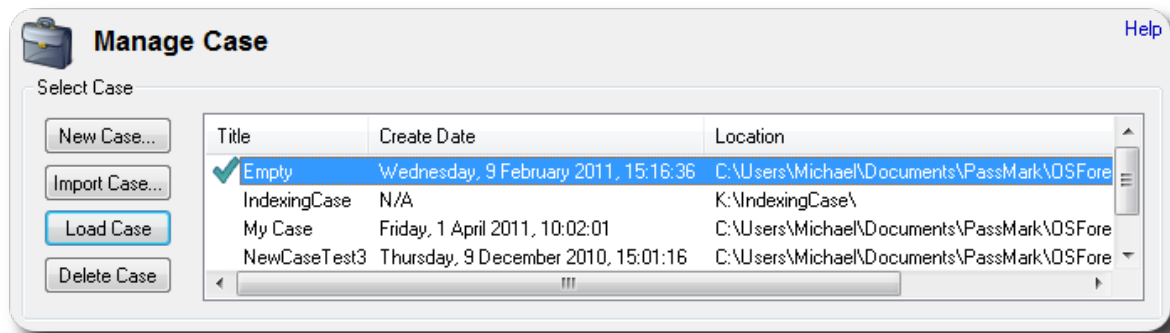 Manage Case
Help
Select Case
New Case...
Import Case...
Load Case
Delete Case
Title Create Date Location
Empty Wednesday, 9 February 2011, 15:16:36 C:\Users\Michael\Documents\PassMark\OSFore
IndexingCase N/A K:\IndexingCase\
My Case Friday, 1 April 2011, 10:02:01 C:\Users\Michael\Documents\PassMark\OSFore
NewCaseTest3 Thursday, 9 December 2010, 15:01:16 C:\Users\Michael\Documents\PassMark\OSFore